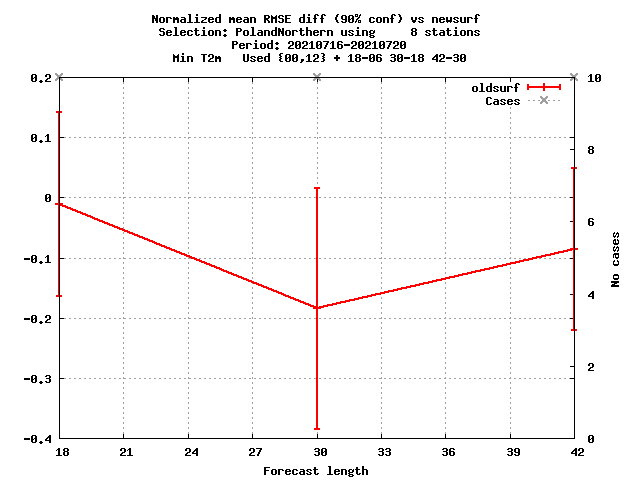 Normalized mean RMSE diff (90% conf) vs newsurf
Selection: PolandNorthern using     8 stations
Period: 20210716-20210720
Min T2m   Used {00,12} + 18-06 30-18 42-30
oldsurf
Cases
0.2
0.1
0
-0.1
-0.2
-0.3
-0.4
10
8
6
4
2
0
No cases
18 21 24 27 30 33 36 39 42
Forecast length